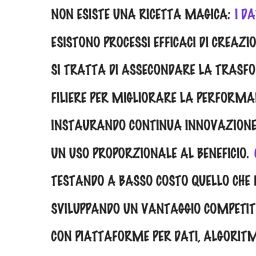 NON ESISTE UNA RICETTA MAGICA: I DA
ESISTONO PROCESSI EFFICACI DI CREAZIO
SI TRATTA DI ASSECONDARE LA TRASFO
FILIERE PER MIGLIORARE LA PERFORMA
INSTAURANDO CONTINUA INNOVAZIONE
UN USO PROPORZIONALE AL BENEFICIO.
TESTANDO A BASSO COSTO QUELLO CHE
SVILUPPANDO UN VANTAGGIO COMPETIT
CON PIATTAFORME PER DATI, ALGORITM